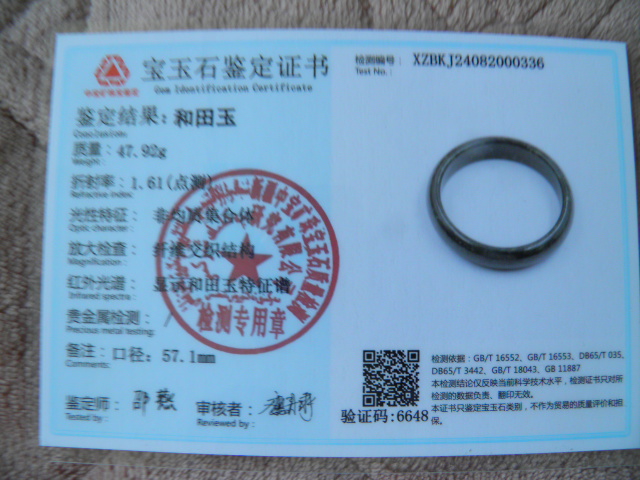 宝玉石鉴定证书
Gem Identification Certificate
检测编号: XZBKJ24082000336
Test No.:
鉴定结果: 和田玉
质量: 47.92g
Weight:
折射率: 1.61(点测)
Refractive index:
光性特征: 非均质集合体
Optic character:
放大检查: 纤维交织结构
Magnification:
红外光谱: 显示和田玉特征谱
Infrared spectra:
贵金属检测: /
Precious metal testing:
备注: 口径: 57.1mm
Comments:
鉴定师:
Tested by:
审核者:
Reviewed by:
检测专用章
验证码: 6648
检测依据: GB/T 16552、GB/T 16553、DB65/T 035、
DB65/T 3442、GB/T 18043、GB 11887
本检测结论仅反映当前科学技术水平，检测证书只对所
检测的数据负责、翻印无效。
本证书只鉴定宝玉石类别，不作为贸易的质量评价和担
保。